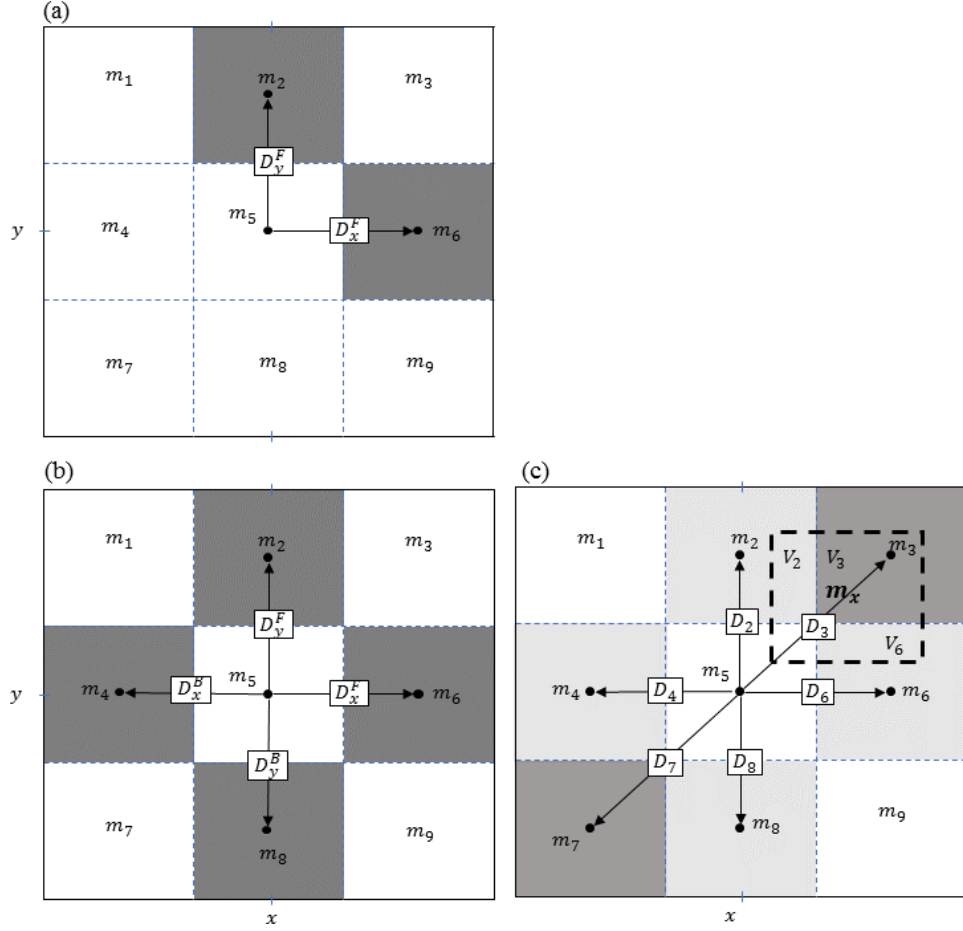 (a)
m₁ m₂ m₃
D_y^F
y m₄ m₅ D_x^F m₆
m₇ m₈ m₉
(b) (c)
m₁ m₂ m₃
D_y^F
y m₄ D_x^B m₅ D_x^F m₆
D_y^B
m₇ m₈ m₉
x
m₁ m₂ V₂ V₃ m₃
m_x
D₂ D₃
V₆
m₄ D₄ m₅ D₆ m₆
D₇ D₈
m₇ m₈ m₉
x